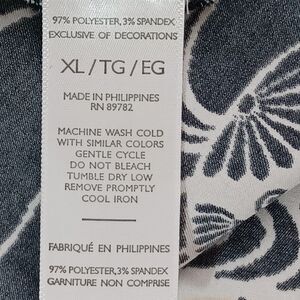 97% POLYESTER, 3% SPANDEX
EXCLUSIVE OF DECORATIONS
XL / TG / EG
MADE IN PHILIPPINES
RN 89782
MACHINE WASH COLD
WITH SIMILAR COLORS
GENTLE CYCLE
DO NOT BLEACH
TUMBLE DRY LOW
REMOVE PROMPTLY
COOL IRON
FABRIQUÉ EN PHILIPPINES
97% POLYESTER, 3% SPANDEX
GARNITURE NON COMPRISE